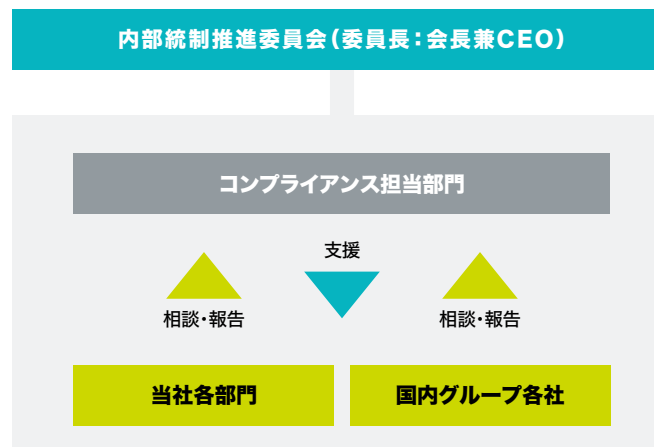 内部統制推進委員会(委員長:会長兼CEO)
コンプライアンス担当部門
支援
相談・報告
相談・報告
当社各部門
国内グループ各社